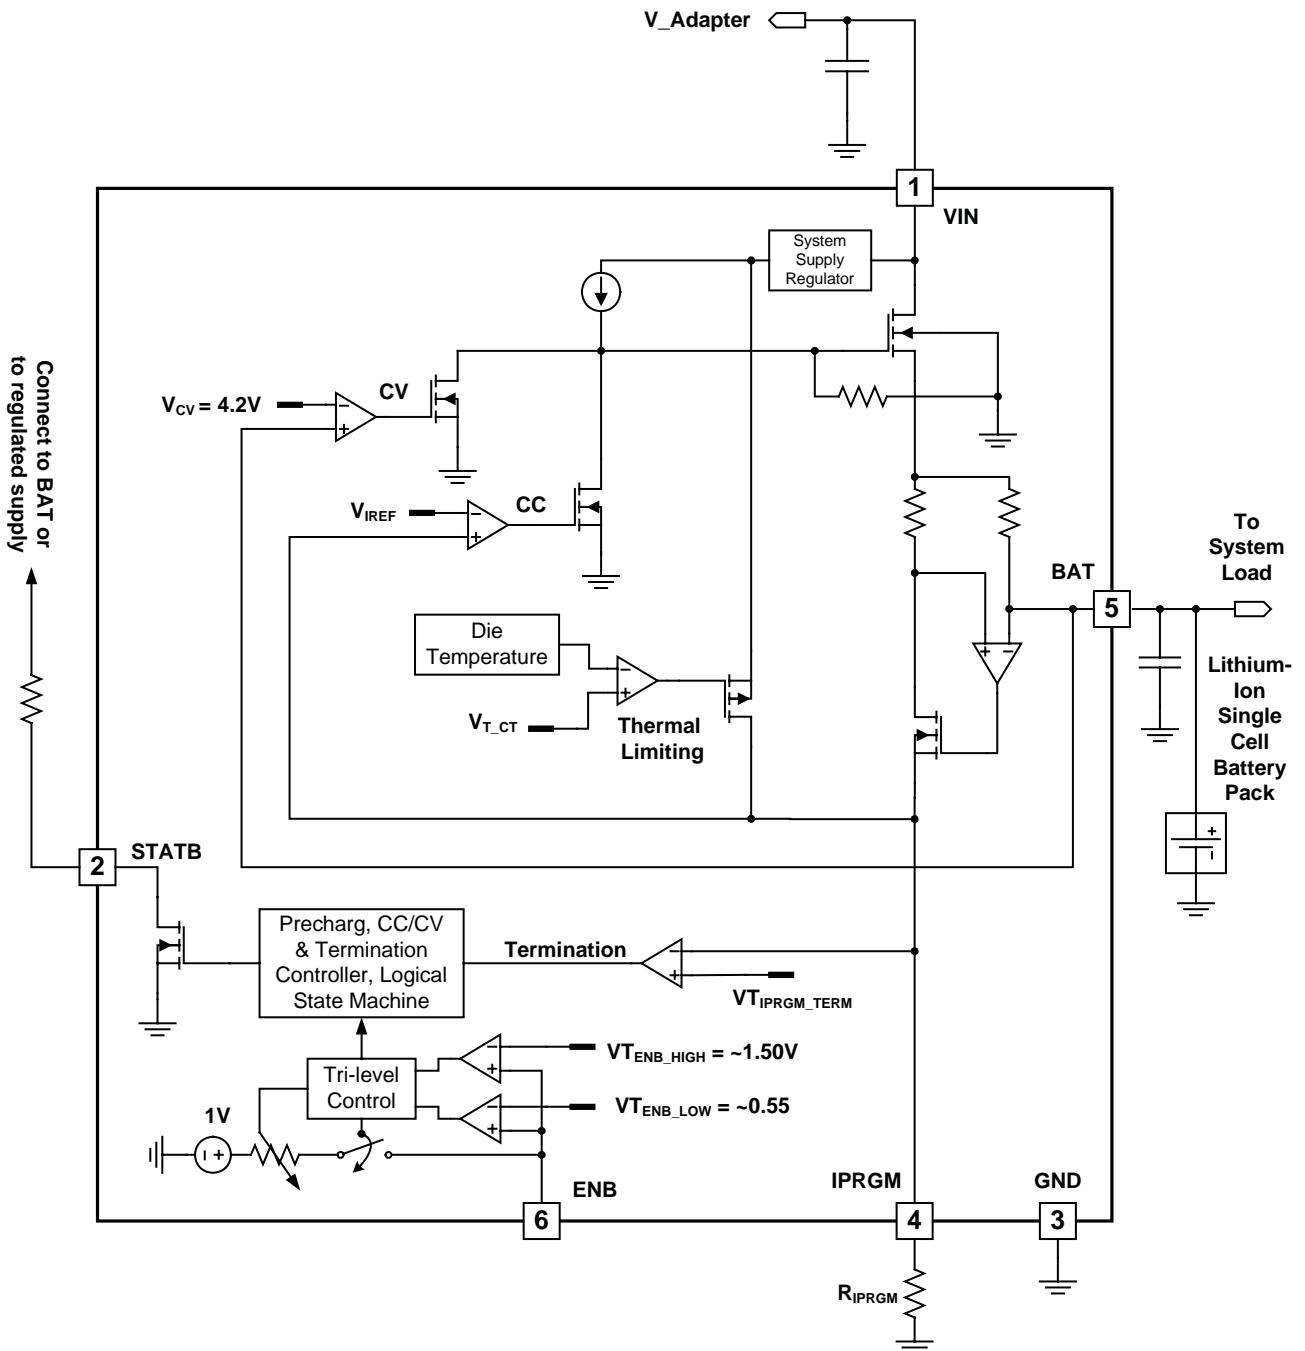 V_Adapter
1
VIN
System
Supply
Regulator
Connect to BAT or
to regulated supply
CV
VCV = 4.2V
VIREF
CC
BAT
5
To
System
Load
Die
Temperature
VT_CT
Thermal
Limiting
Lithium-
Ion
Single
Cell
Battery
Pack
2
STATB
Precharg, CC/CV
& Termination
Controller, Logical
State Machine
Termination
VTIPRGM_TERM
Tri-level
Control
VTENB_HIGH = ~1.50V
VTENB_LOW = ~0.55
1V
ENB
6
IPRGM
4
GND
3
RIPRGM